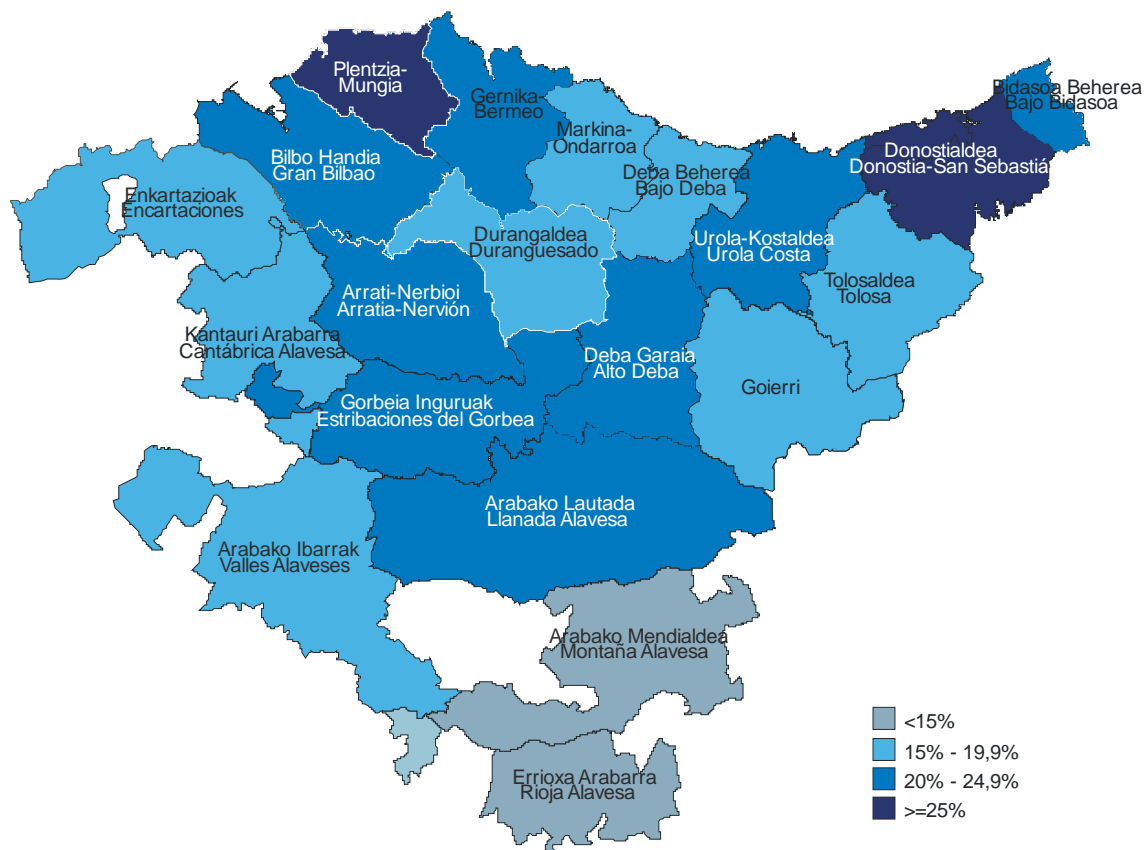 Plentzia-
Mungia
Gernika-
Bermeo
Bidasoa Beherea
Bajo Bidasoa
Markina-
Ondarroa
Bilbo Handia
Gran Bilbao
Deba Beherea
Bajo Deba
Donostialdea
Donostia-San Sebastiá
Enkartazioak
Encartaciones
Durangaldea
Duranguesado
Urola-Kostaldea
Urola Costa
Arrati-Nerbioi
Arratia-Nervión
Tolosaldea
Tolosa
Kantauri Arabarra
Cantábrica Alavesa
Deba Garaia
Alto Deba
Goierri
Gorbeia Inguruak
Estribaciones del Gorbea
Arabako Lautada
Llanada Alavesa
Arabako Ibarrak
Valles Alaveses
Arabako Mendialdea
Montaña Alavesa
Errioxa Arabarra
Rioja Alavesa
<15%
15% - 19,9%
20% - 24,9%
>=25%